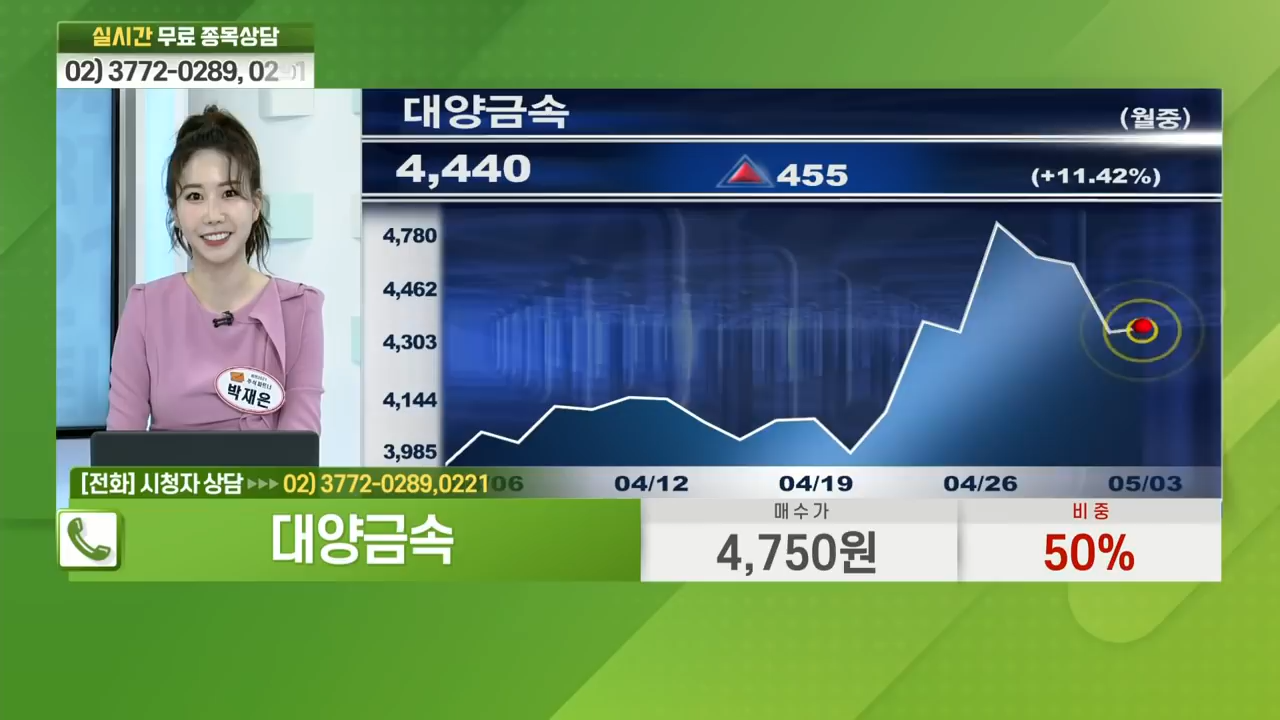 실시간 무료 종목상담
02) 3772-0289, 02
대양금속
(월중)
4,440
455
(+11.42%)
4,780
4,462
4,303
4,144
3,985
박재은
[전화] 시청자 상담 ▸▸▸ 02) 3772-0289,0221
06
04/12
04/19
04/26
05/03
대양금속
매수가
4,750원
비중
50%